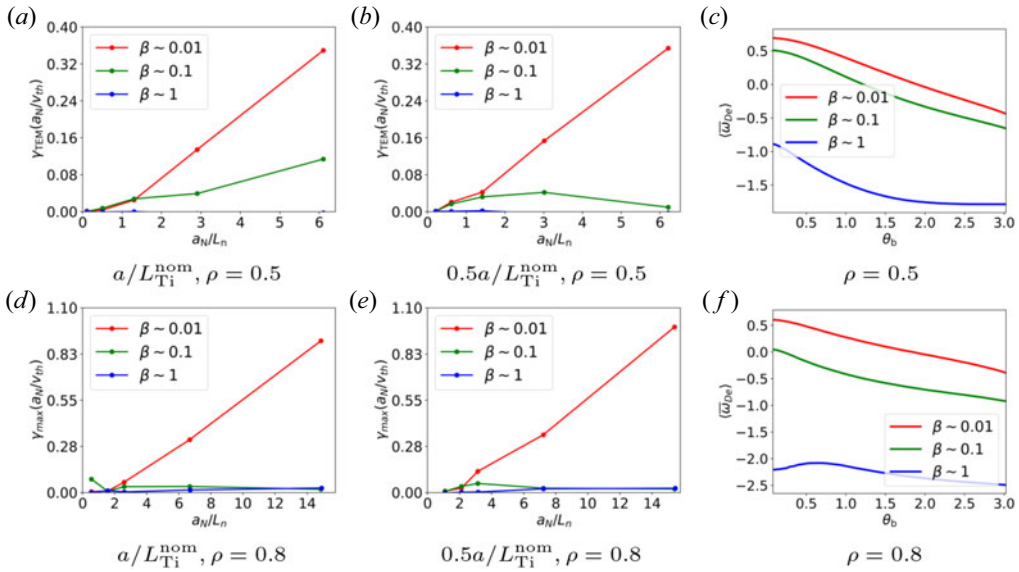 (a)
0.40
0.32
0.24
0.16
0.08
0.00
γTEM(aN/vth)
β ~ 0.01
β ~ 0.1
β ~ 1
0 1 2 3 4 5 6
aN/Ln
a/L_Ti^nom, ρ = 0.5
(b)
0.40
0.32
0.24
0.16
0.08
0.00
γTEM(aN/vth)
β ~ 0.01
β ~ 0.1
β ~ 1
1 2 3 4 5 6
aN/Ln
0.5a/L_Ti^nom, ρ = 0.5
(c)
0.5
0.0
−0.5
−1.0
−1.5
⟨ω̅De⟩
β ~ 0.01
β ~ 0.1
β ~ 1
0.5 1.0 1.5 2.0 2.5 3.0
θb
ρ = 0.5
(d)
1.10
0.83
0.55
0.28
0.00
γmax(aN/vth)
β ~ 0.01
β ~ 0.1
β ~ 1
0 2 4 6 8 10 12 14
aN/Ln
a/L_Ti^nom, ρ = 0.8
(e)
1.10
0.83
0.55
0.28
0.00
γmax(aN/vth)
β ~ 0.01
β ~ 0.1
β ~ 1
2 4 6 8 10 12 14
aN/Ln
0.5a/L_Ti^nom, ρ = 0.8
(f)
0.5
0.0
−0.5
−1.0
−1.5
−2.0
−2.5
⟨ω̅De⟩
β ~ 0.01
β ~ 0.1
β ~ 1
0.5 1.0 1.5 2.0 2.5 3.0
θb
ρ = 0.8